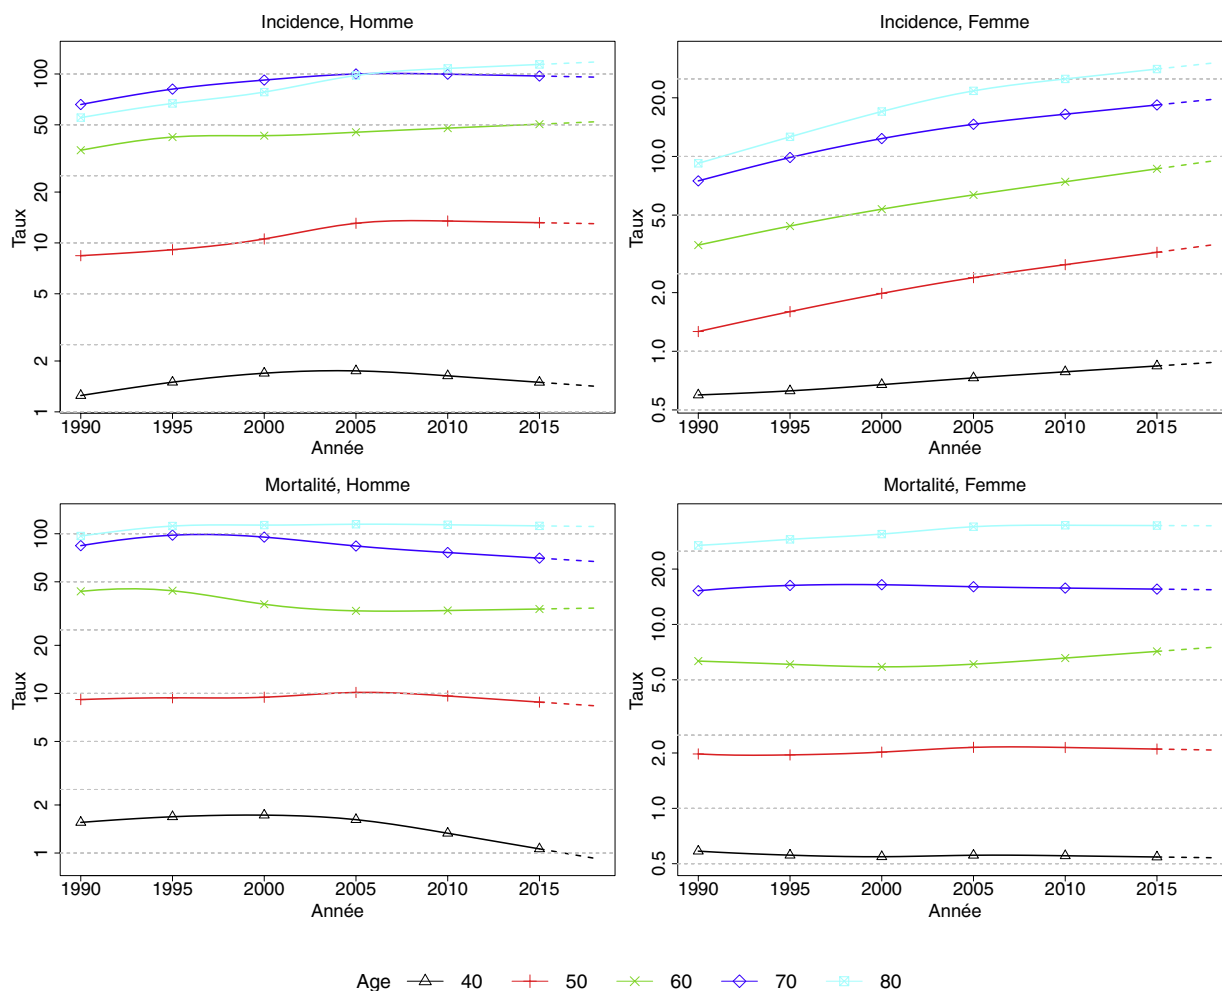 Incidence, Homme
Taux
100
50
20
10
5
2
1
1990 1995 2000 2005 2010 2015
Année
Incidence, Femme
Taux
20.0
10.0
5.0
2.0
1.0
0.5
1990 1995 2000 2005 2010 2015
Année
Mortalité, Homme
Taux
100
50
20
10
5
2
1
1990 1995 2000 2005 2010 2015
Année
Mortalité, Femme
Taux
20.0
10.0
5.0
2.0
1.0
0.5
1990 1995 2000 2005 2010 2015
Année
Age 40 50 60 70 80